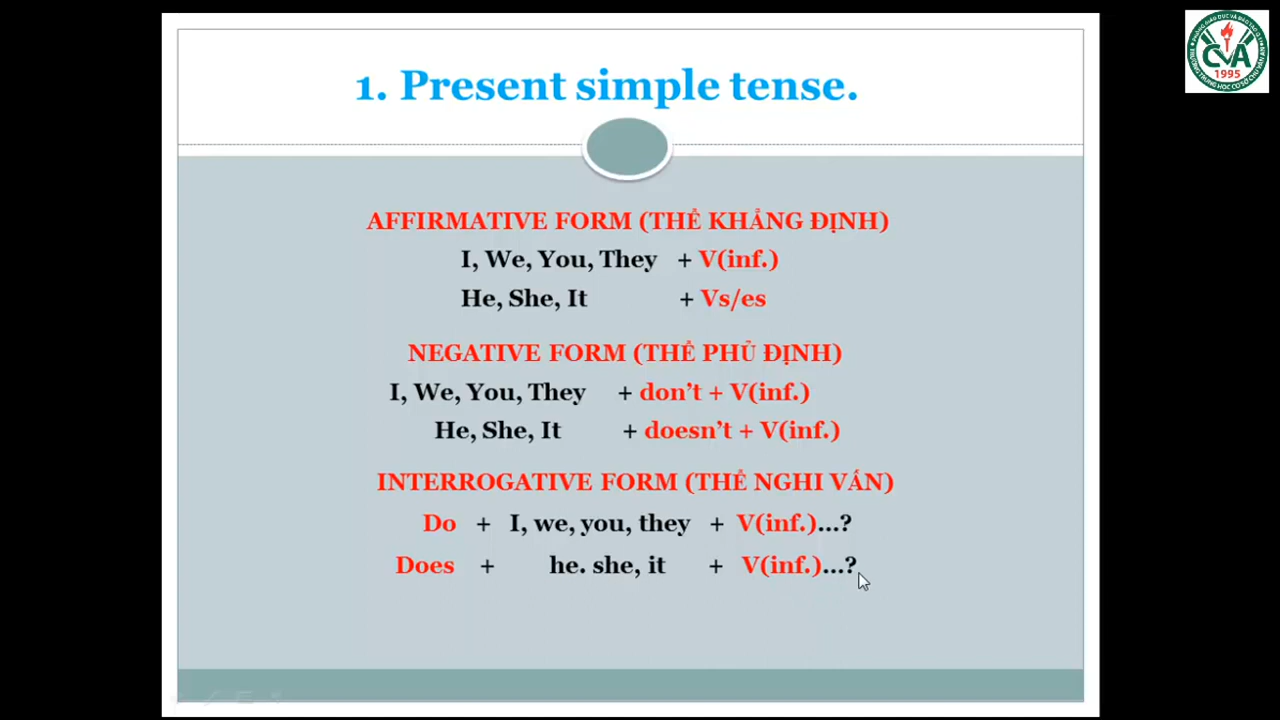 1. Present simple tense.
AFFIRMATIVE FORM (THỂ KHẲNG ĐỊNH)
I, We, You, They + V(inf.)
He, She, It + Vs/es
NEGATIVE FORM (THỂ PHỦ ĐỊNH)
I, We, You, They + don’t + V(inf.)
He, She, It + doesn’t + V(inf.)
INTERROGATIVE FORM (THỂ NGHI VẤN)
Do + I, we, you, they + V(inf.)...?
Does + he. she, it + V(inf.)...?
CVA
1995